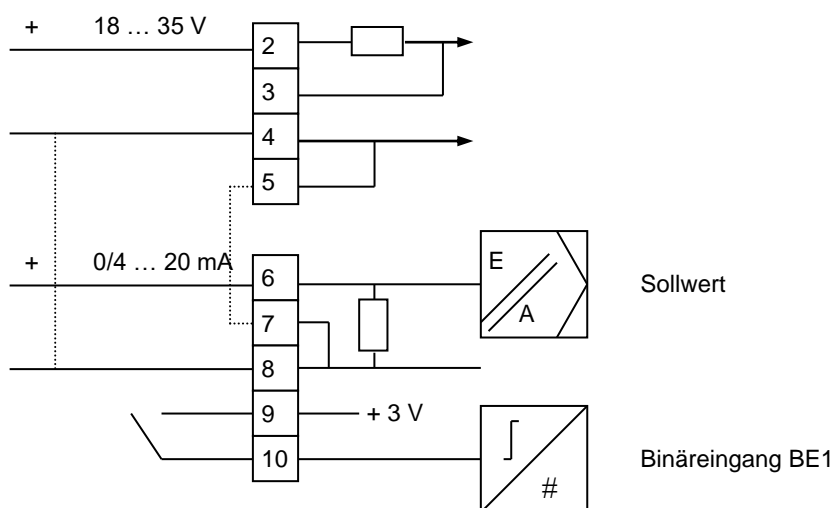 + 18 … 35 V
2
3
4
5
+ 0/4 … 20 mA
6
7
8
9
10
+ 3 V
E
A
Sollwert
#
Binäreingang BE1